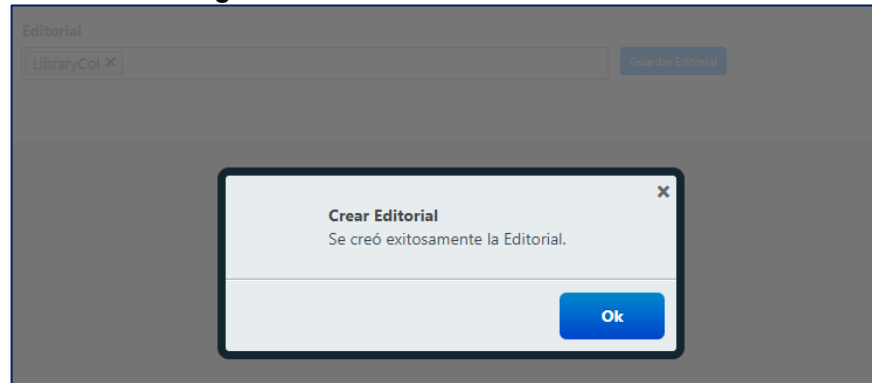 Editorial
LibraryCol ×
Guardar Editorial
×
Crear Editorial
Se creó exitosamente la Editorial.
Ok